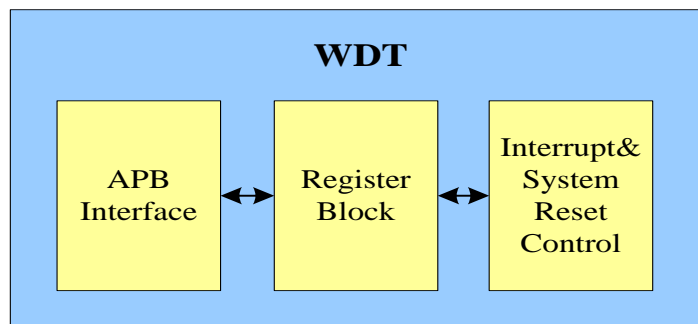 WDT
APB
Interface
Register
Block
Interrupt&
System
Reset
Control